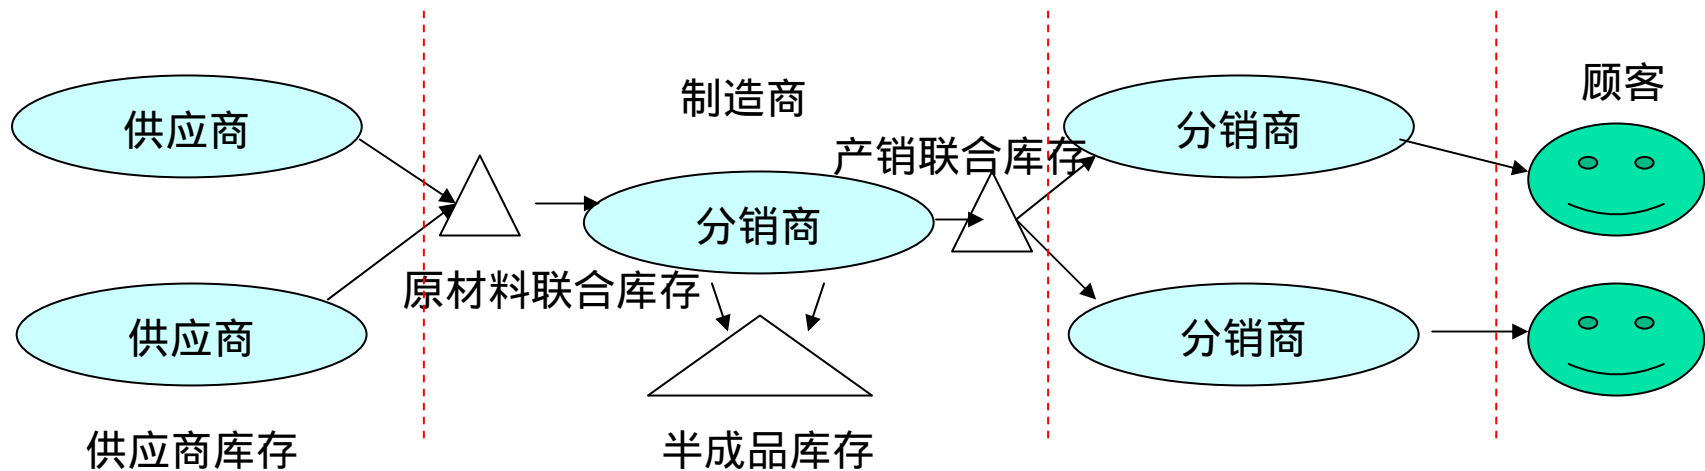 顾客
制造商
供应商
分销商
产销联合库存
分销商
原材料联合库存
供应商
分销商
供应商库存
半成品库存